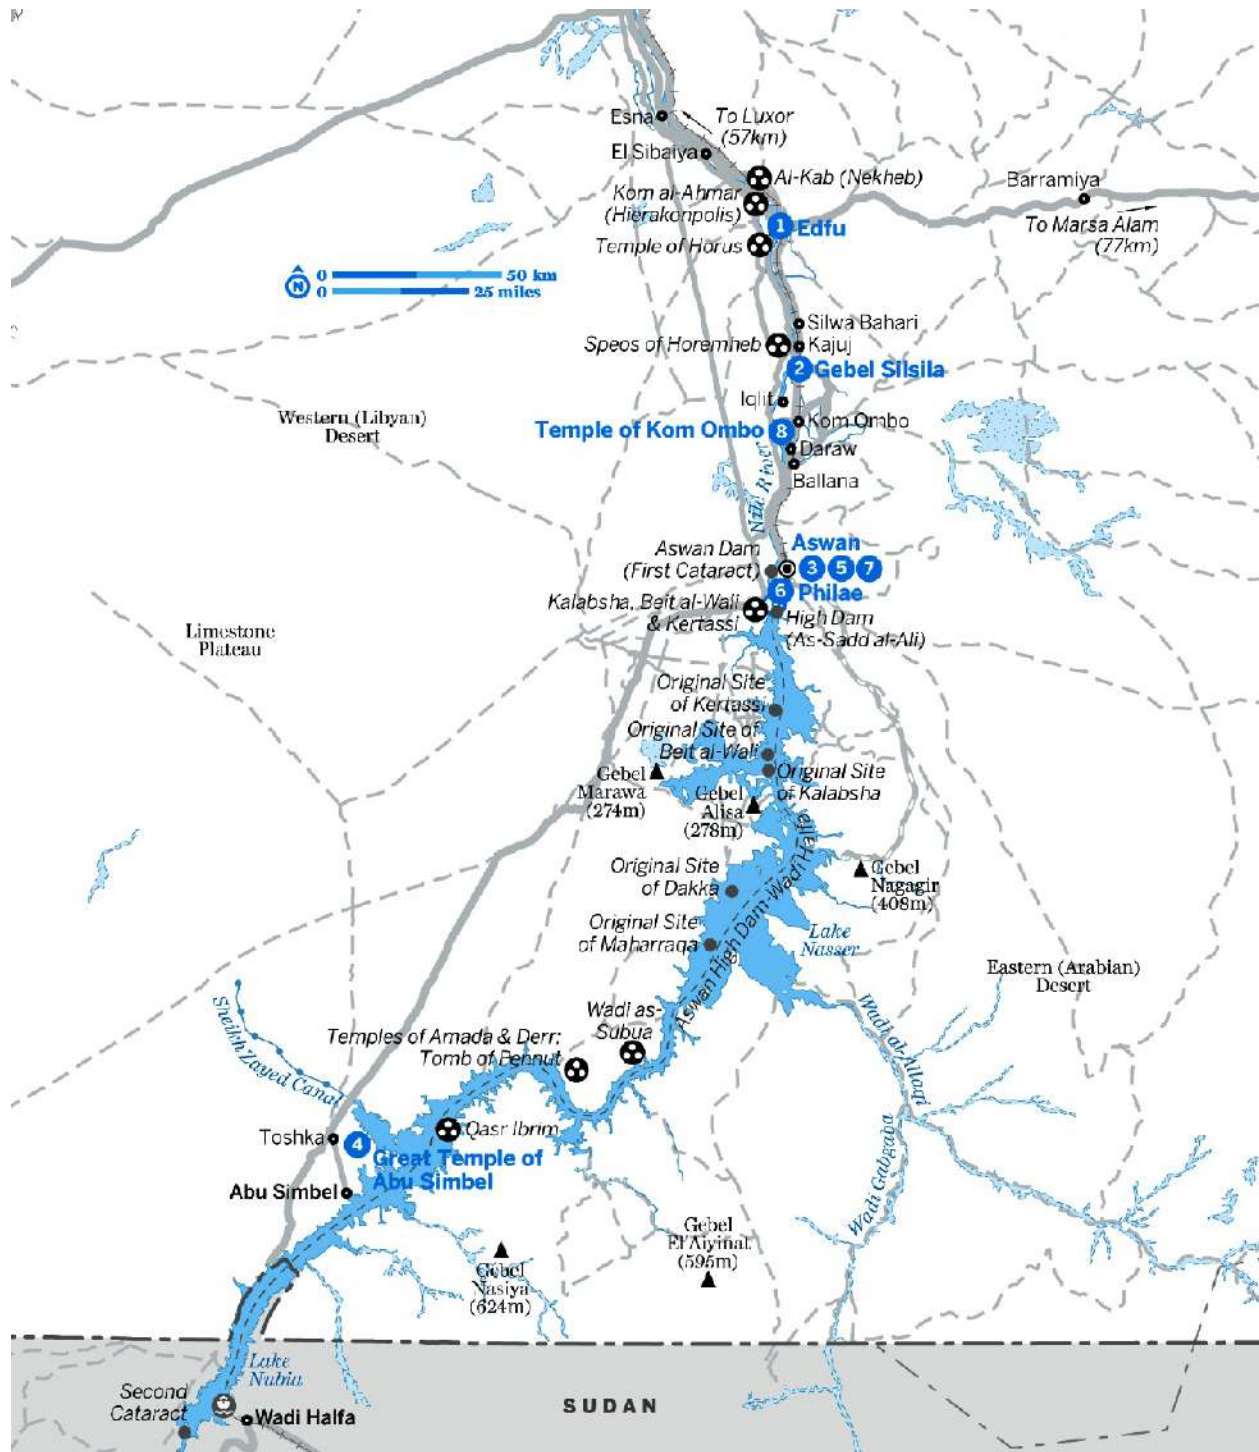 Esna
To Luxor
(57km)
El Sibaiya
Al-Kab (Nekheb)
Kom al-Ahmar
(Hierakonpolis)
Barramiya
1 Edfu
To Marsa Alam
(77km)
Temple of Horus
0 50 km
N
0 25 miles
Silwa Bahari
Speos of Horemheb
Kajuj
2 Gebel Silsila
Iqlit
Western (Libyan)
Desert
Kom Ombo
Temple of Kom Ombo 8
Daraw
Ballana
Nile River
Aswan
3 5 7
Aswan Dam
(First Cataract)
6 Philae
Kalabsha, Beit al-Wali
& Kertassi
High Dam
(As-Sadd al-Ali)
Limestone
Plateau
Original Site
of Kertassi
Original Site of
Beit al-Wali
Original Site
of Kalabsha
Gebel
Marawa
(274m)
Gebel
Alisa
(278m)
Original Site
of Dakka
Gebel
Nagagir
(408m)
Original Site
of Maharraqa
Lake
Nasser
Aswan High Dam-Wadi Halfa
Eastern (Arabian)
Desert
Wadi as-
Subua
Wadi al-Allaqi
Sheikh Zayed Canal
Temples of Amada & Derr;
Tomb of Pennut
Wadi Gabgaba
Qasr Ibrim
Toshka
4 Great Temple of
Abu Simbel
Abu Simbel
Gebel
Nasiya
(624m)
Gebel
El Aiyinat
(595m)
Lake
Nubia
Second
Cataract
Wadi Halfa
SUDAN